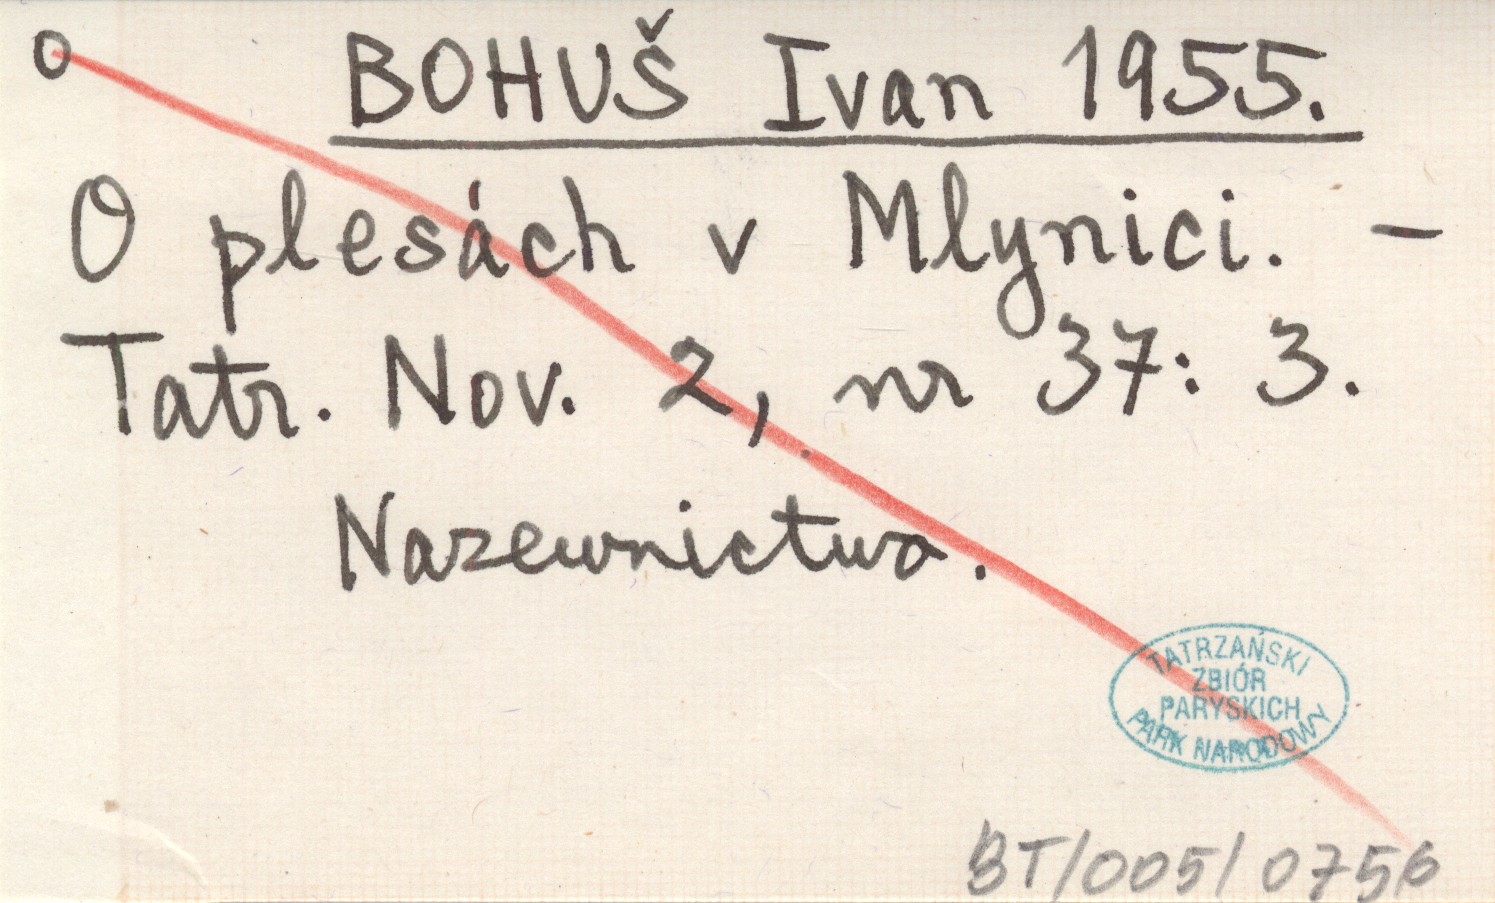 O BOHUŠ Ivan 1955.
O plesách v Mlynici. –
Tatr. Nov. 2, nr 37: 3.
Nazewnictwo.
TATRZAŃSKI
ZBIÓR
PARYSKICH
PARK NARODOWY
BT/005/0756